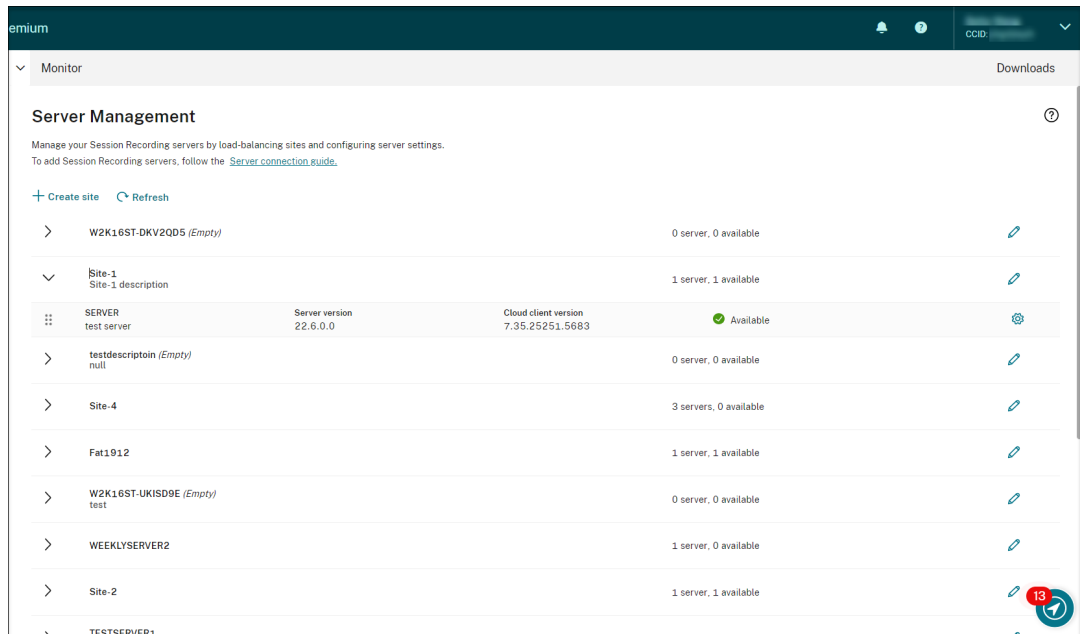 emium
CCID:
Monitor
Downloads
Server Management
Manage your Session Recording servers by load-balancing sites and configuring server settings.
To add Session Recording servers, follow the Server connection guide.
Create site Refresh
W2K16ST-DKV2QD5 (Empty) 0 server, 0 available
Site-1
Site-1 description
1 server, 1 available
SERVER Server version Cloud client version
test server 22.6.0.0 7.35.25251.5683 Available
testdescriptoin (Empty)
null
0 server, 0 available
Site-4 3 servers, 0 available
Fat1912 1 server, 1 available
W2K16ST-UKISD9E (Empty)
test
0 server, 0 available
WEEKLYSERVER2 1 server, 0 available
Site-2 1 server, 1 available
13
TESTSERVER1